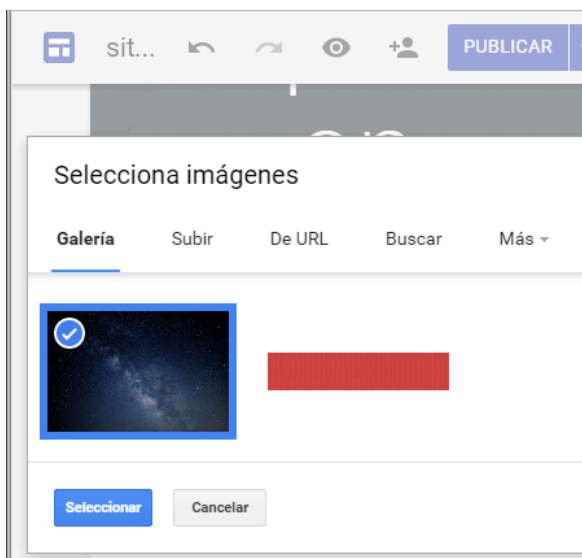 sit... PUBLICAR
Selecciona imágenes
Galería Subir De URL Buscar Más
Seleccionar Cancelar